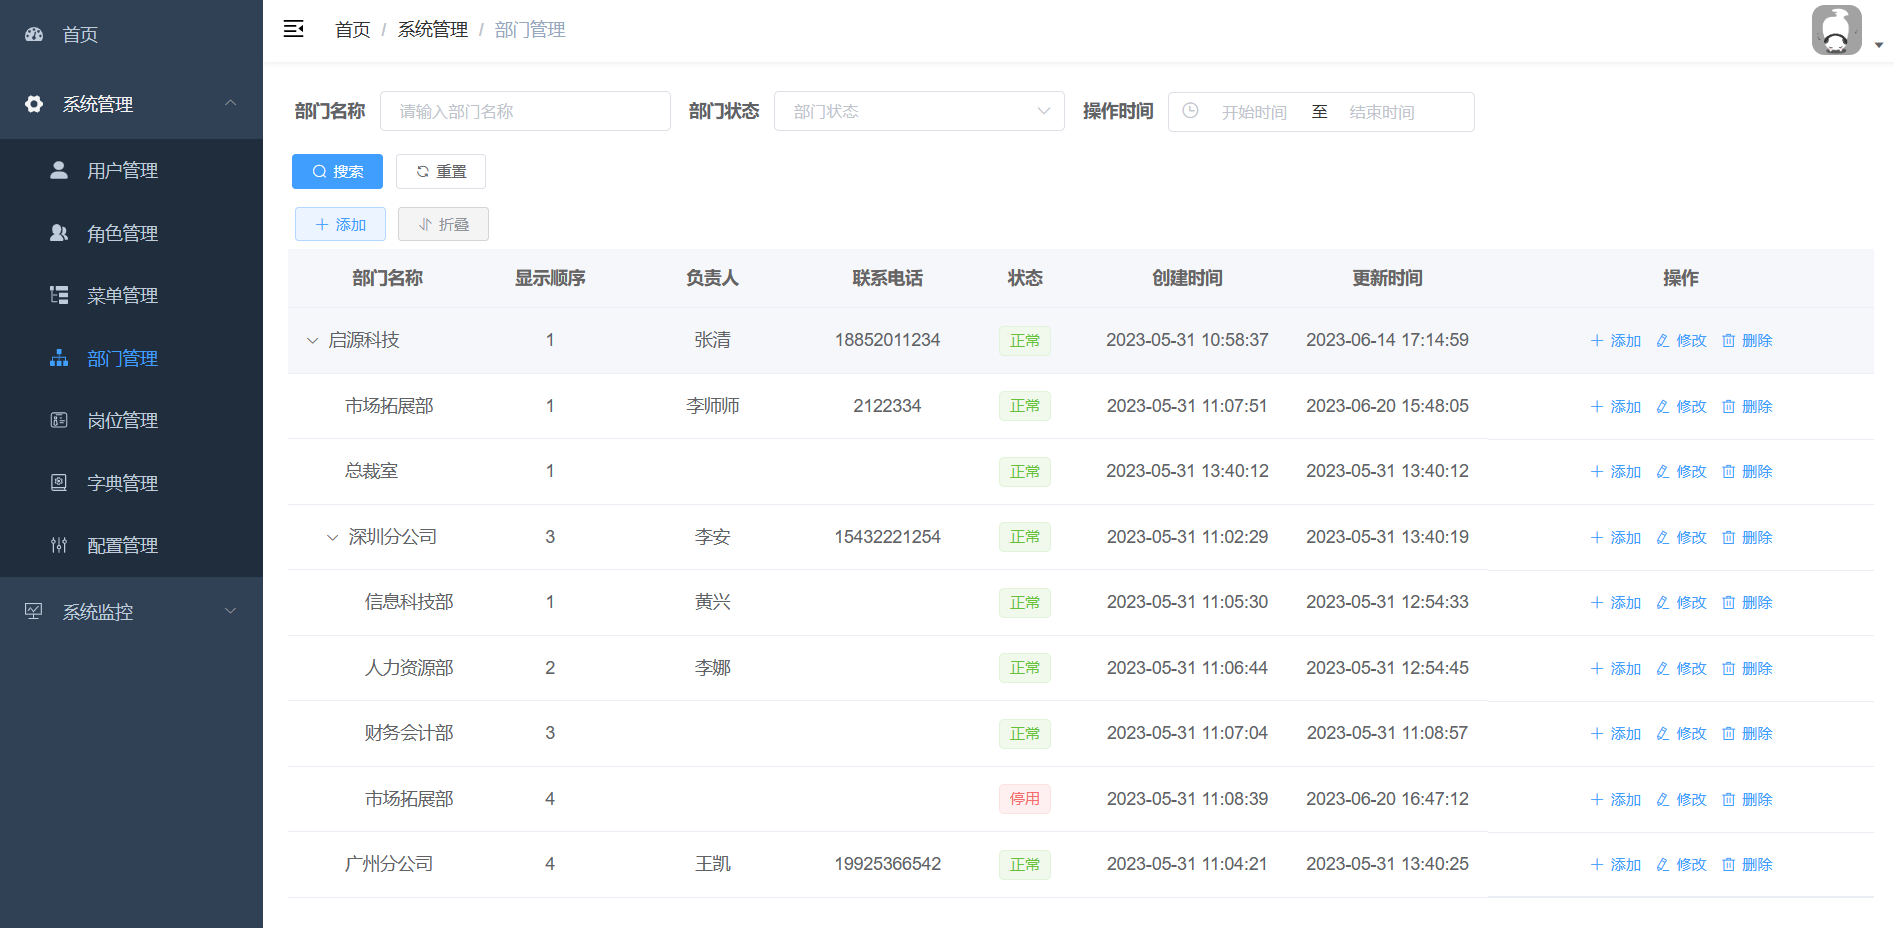 首页
系统管理
用户管理
角色管理
菜单管理
部门管理
岗位管理
字典管理
配置管理
系统监控
首页 / 系统管理 / 部门管理
部门名称 请输入部门名称 部门状态 部门状态 操作时间 开始时间 至 结束时间
搜索 重置
添加 折叠
部门名称 显示顺序 负责人 联系电话 状态 创建时间 更新时间 操作
启源科技 1 张清 18852011234 正常 2023-05-31 10:58:37 2023-06-14 17:14:59 添加 修改 删除
市场拓展部 1 李师师 2122334 正常 2023-05-31 11:07:51 2023-06-20 15:48:05 添加 修改 删除
总裁室 1 正常 2023-05-31 13:40:12 2023-05-31 13:40:12 添加 修改 删除
深圳分公司 3 李安 15432221254 正常 2023-05-31 11:02:29 2023-05-31 13:40:19 添加 修改 删除
信息科技部 1 黄兴 正常 2023-05-31 11:05:30 2023-05-31 12:54:33 添加 修改 删除
人力资源部 2 李娜 正常 2023-05-31 11:06:44 2023-05-31 12:54:45 添加 修改 删除
财务会计部 3 正常 2023-05-31 11:07:04 2023-05-31 11:08:57 添加 修改 删除
市场拓展部 4 停用 2023-05-31 11:08:39 2023-06-20 16:47:12 添加 修改 删除
广州分公司 4 王凯 19925366542 正常 2023-05-31 11:04:21 2023-05-31 13:40:25 添加 修改 删除